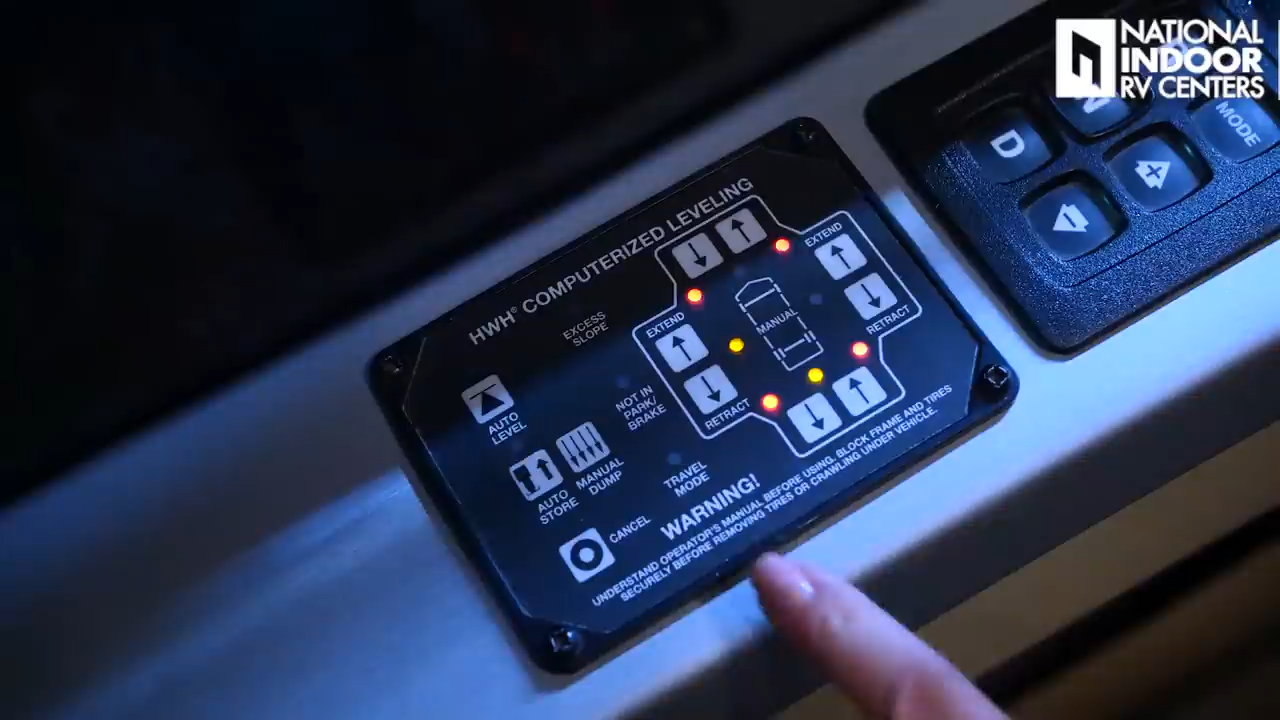 NATIONAL
INDOOR
RV CENTERS
D
N
MODE
+
-
HWH® COMPUTERIZED LEVELING
EXCESS
SLOPE
EXTEND
EXTEND
MANUAL
RETRACT
RETRACT
AUTO
LEVEL
NOT IN
PARK/
BRAKE
AUTO
STORE
MANUAL
DUMP
TRAVEL
MODE
CANCEL
WARNING!
UNDERSTAND OPERATOR'S MANUAL BEFORE USING. BLOCK FRAME AND TIRES
SECURELY BEFORE REMOVING TIRES OR CRAWLING UNDER VEHICLE.